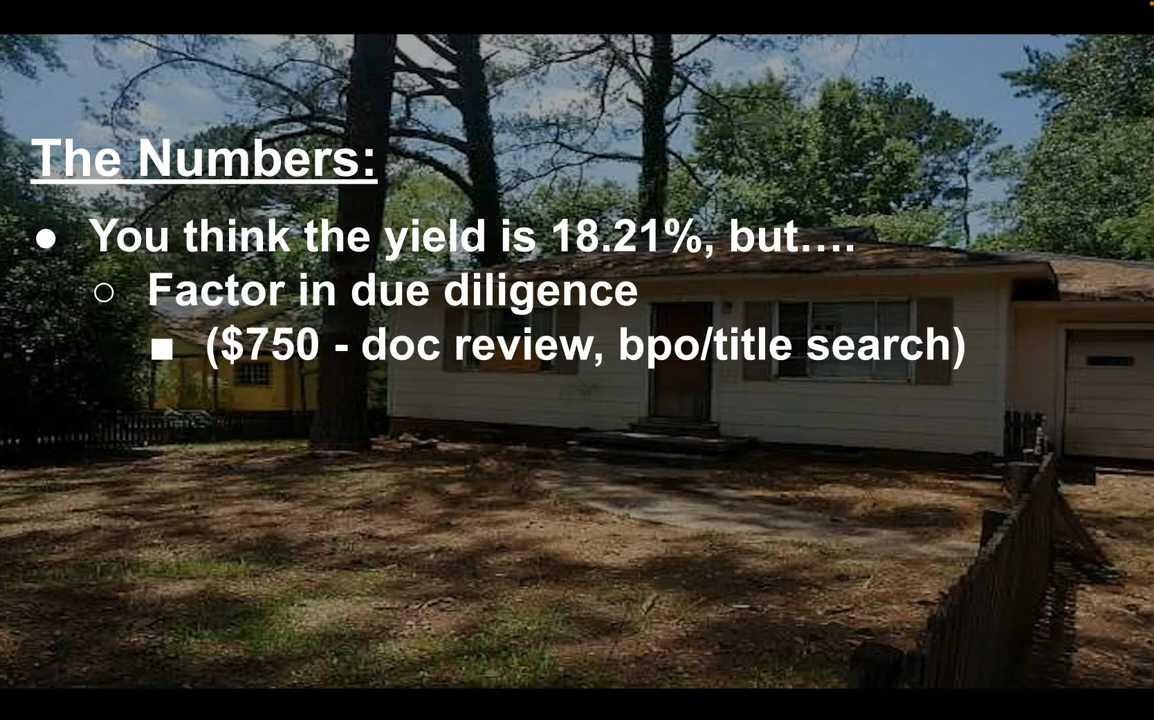 The Numbers:
● You think the yield is 18.21%, but….
○ Factor in due diligence
■ ($750 - doc review, bpo/title search)